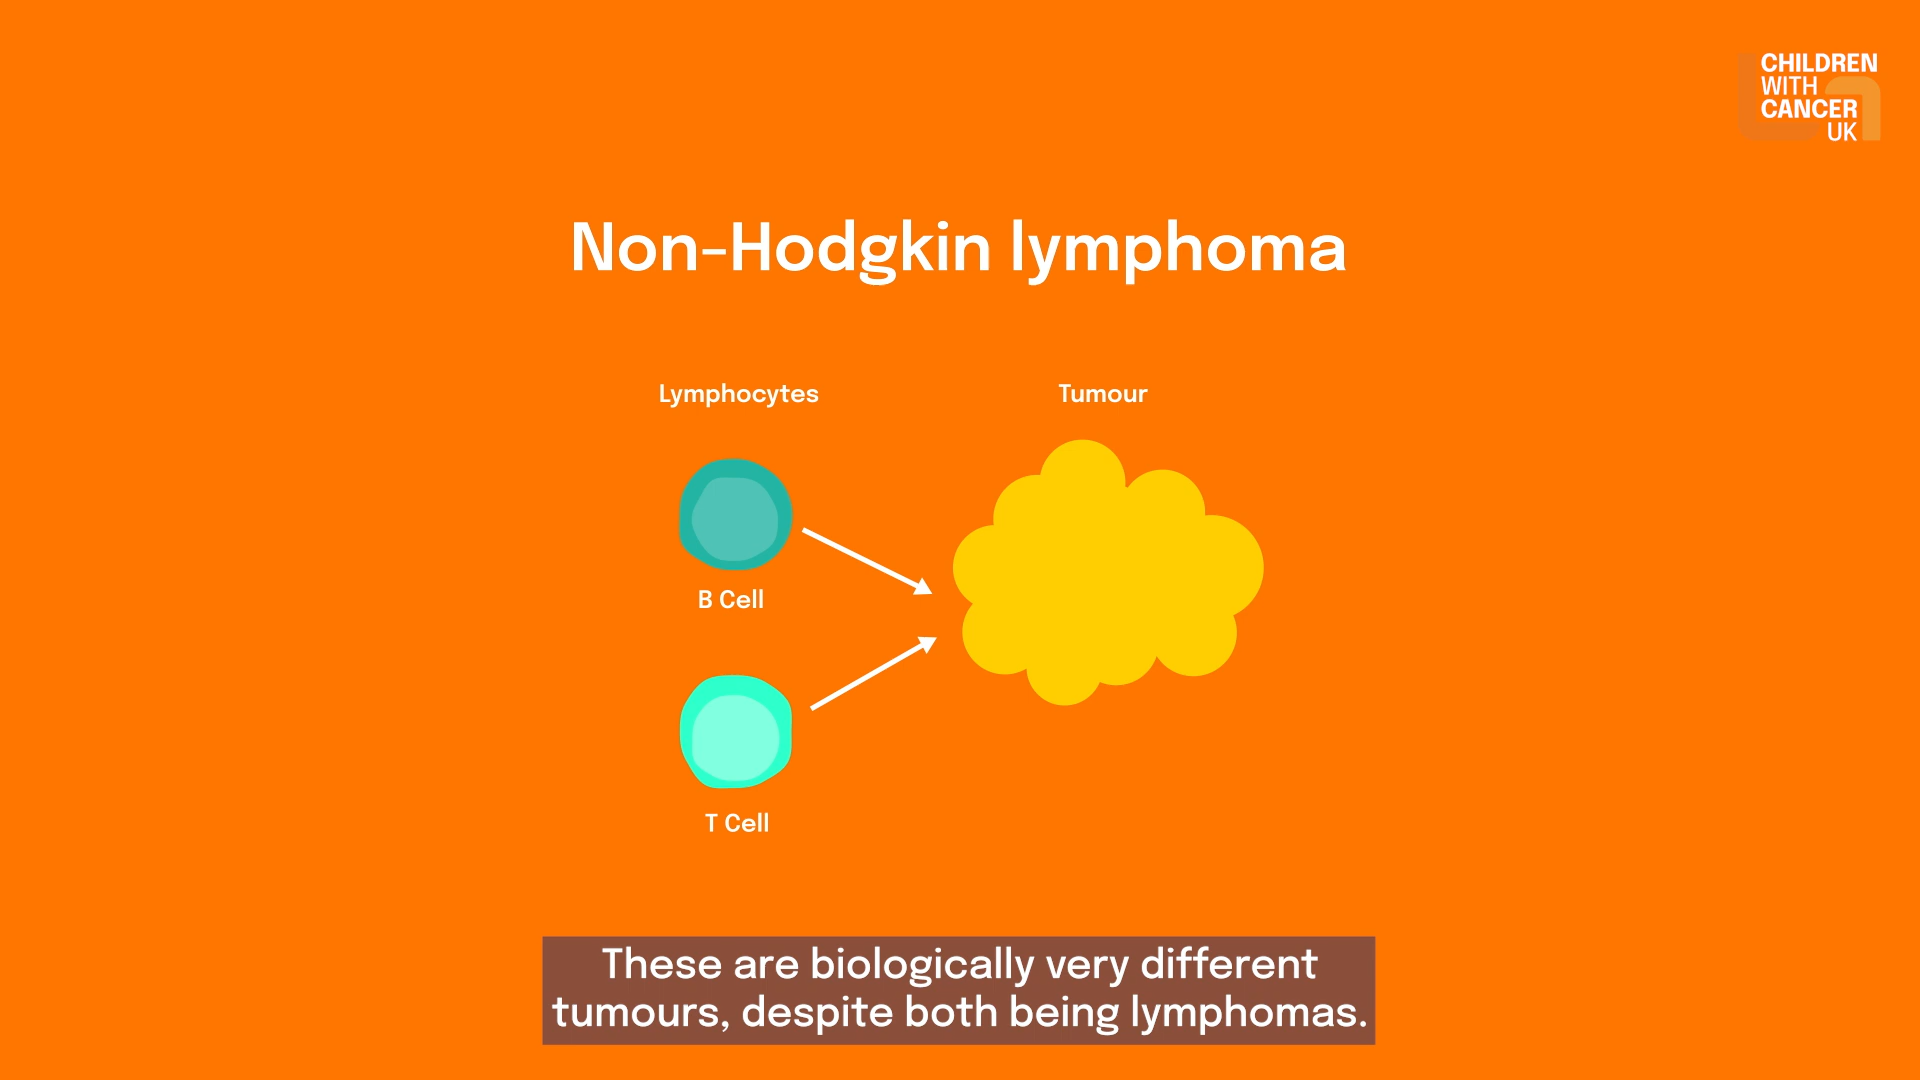 CHILDREN
WITH
CANCER
UK
Non-Hodgkin lymphoma
Lymphocytes
Tumour
B Cell
T Cell
These are biologically very different
tumours, despite both being lymphomas.